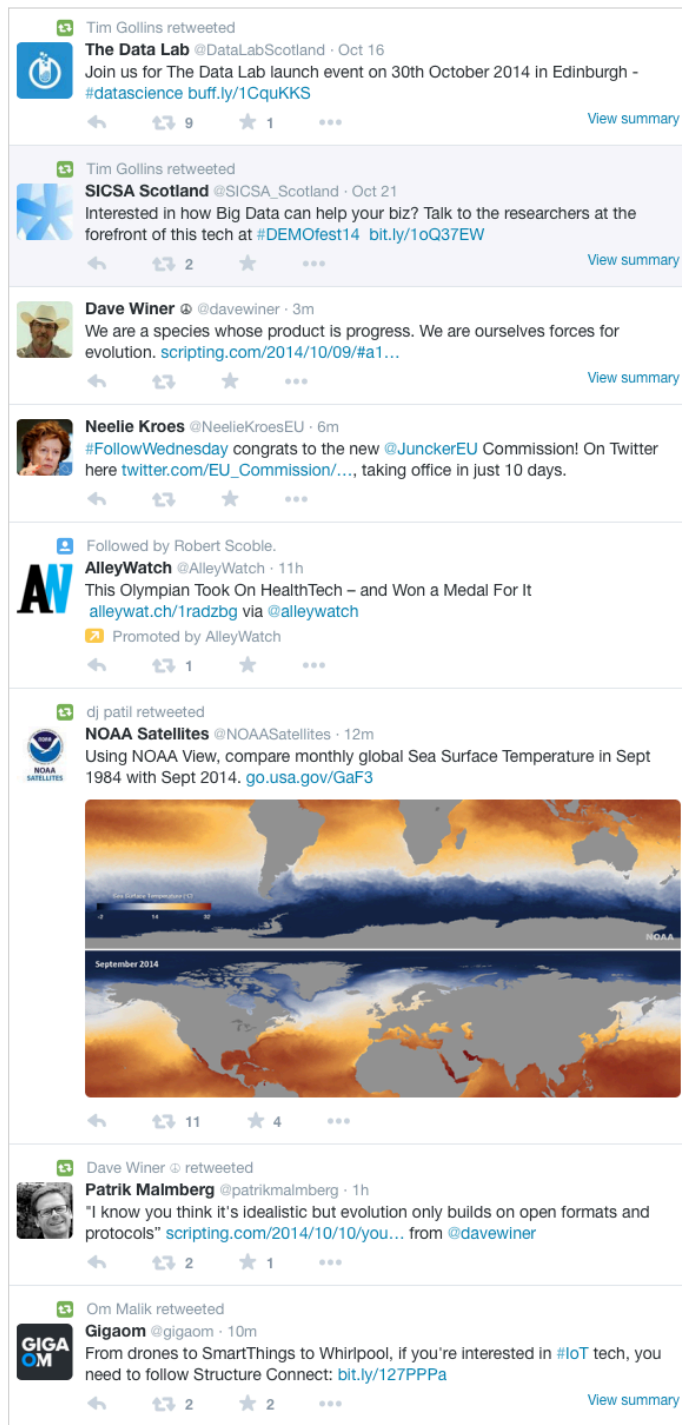 Tim Gollins retweeted
The Data Lab @DataLabScotland · Oct 16
Join us for The Data Lab launch event on 30th October 2014 in Edinburgh -
#datascience buff.ly/1CquKKS
9 1 View summary
Tim Gollins retweeted
SICSA Scotland @SICSA_Scotland · Oct 21
Interested in how Big Data can help your biz? Talk to the researchers at the
forefront of this tech at #DEMOfest14 bit.ly/1oQ37EW
2 View summary
Dave Winer ☮ @davewiner · 3m
We are a species whose product is progress. We are ourselves forces for
evolution. scripting.com/2014/10/09/#a1…
View summary
Neelie Kroes @NeelieKroesEU · 6m
#FollowWednesday congrats to the new @JunckerEU Commission! On Twitter
here twitter.com/EU_Commission/…, taking office in just 10 days.
Followed by Robert Scoble.
AN
AlleyWatch @AlleyWatch · 11h
This Olympian Took On HealthTech – and Won a Medal For It
alleywat.ch/1radzbg via @alleywatch
Promoted by AlleyWatch
1
dj patil retweeted
NOAA Satellites @NOAASatellites · 12m
NOAA
SATELLITES
Using NOAA View, compare monthly global Sea Surface Temperature in Sept
1984 with Sept 2014. go.usa.gov/GaF3
Sea Surface Temperature (°C)
-2 14 32
NOAA
September 2014
11 4
Dave Winer ☮ retweeted
Patrik Malmberg @patrikmalmberg · 1h
"I know you think it's idealistic but evolution only builds on open formats and
protocols” scripting.com/2014/10/10/you… from @davewiner
2 1
Om Malik retweeted
GIGA
OM
Gigaom @gigaom · 10m
From drones to SmartThings to Whirlpool, if you're interested in #IoT tech, you
need to follow Structure Connect: bit.ly/127PPPa
2 2 View summary